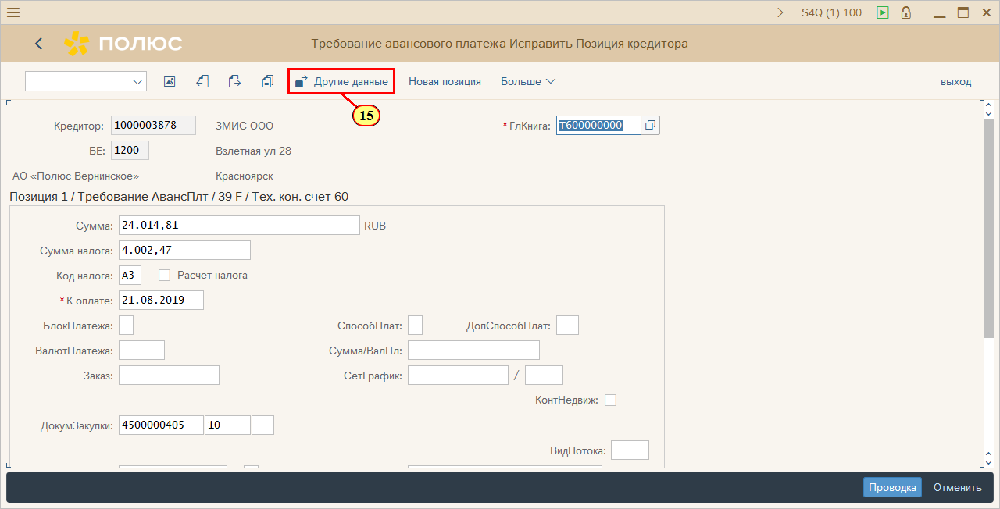 S4Q (1) 100
ПОЛЮС
Требование авансового платежа Исправить Позиция кредитора
Другие данные Новая позиция Больше выход
15
Кредитор: 1000003878 ЗМИС ООО * ГлКнига: T600000000
БЕ: 1200 Взлетная ул 28
АО «Полюс Вернинское» Красноярск
Позиция 1 / Требование АвансПлт / 39 F / Тех. кон. счет 60
Сумма: 24.014,81 RUB
Сумма налога: 4.002,47
Код налога: A3 Расчет налога
* К оплате: 21.08.2019
БлокПлатежа: СпособПлат: ДопСпособПлат:
ВалютПлатежа: Сумма/ВалПл:
Заказ: СетГрафик: /
КонтНедвиж:
ДокумЗакупки: 4500000405 10
ВидПотока:
Проводка Отменить